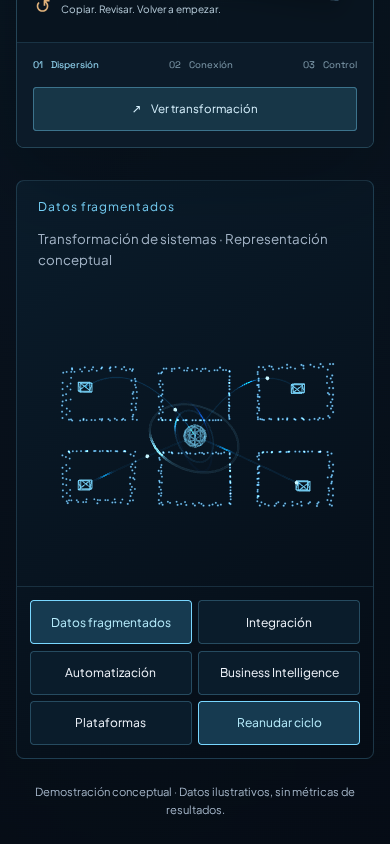 Copiar. Revisar. Volver a empezar.
01 Dispersión 02 Conexión 03 Control
↗ Ver transformación
Datos fragmentados
Transformación de sistemas · Representación
conceptual
Datos fragmentados Integración
Automatización Business Intelligence
Plataformas Reanudar ciclo
Demostración conceptual · Datos ilustrativos, sin métricas de
resultados.